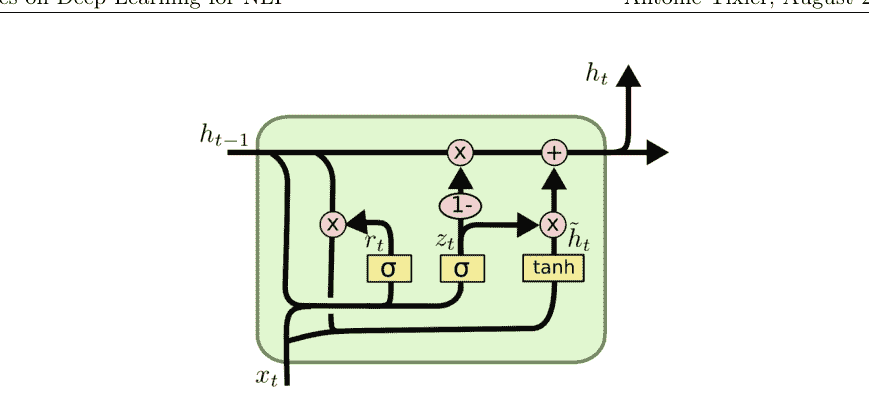 es on Deep Learning for NLP
Antoine Tixier, August 2
h_t
h_{t-1}
x
+
1-
x
r_t
z_t
x
h̃_t
σ
σ
tanh
x_t